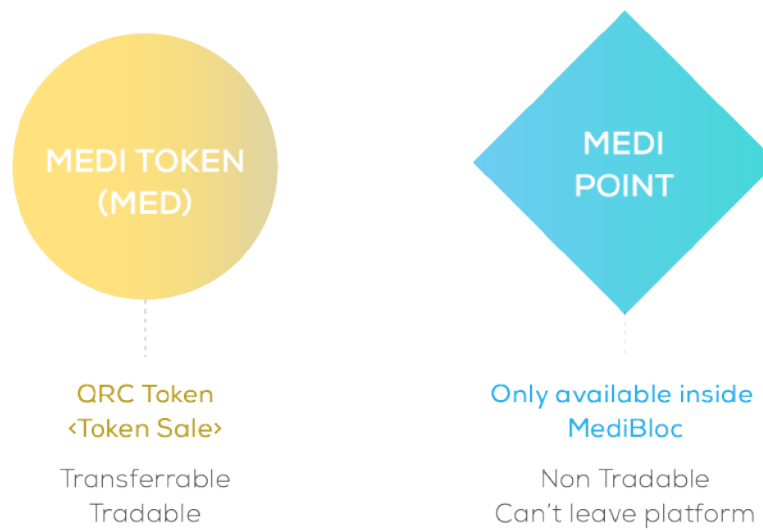 MEDI TOKEN
(MED)
QRC Token
<Token Sale>
Transferrable
Tradable
MEDI
POINT
Only available inside
MediBloc
Non Tradable
Can't leave platform